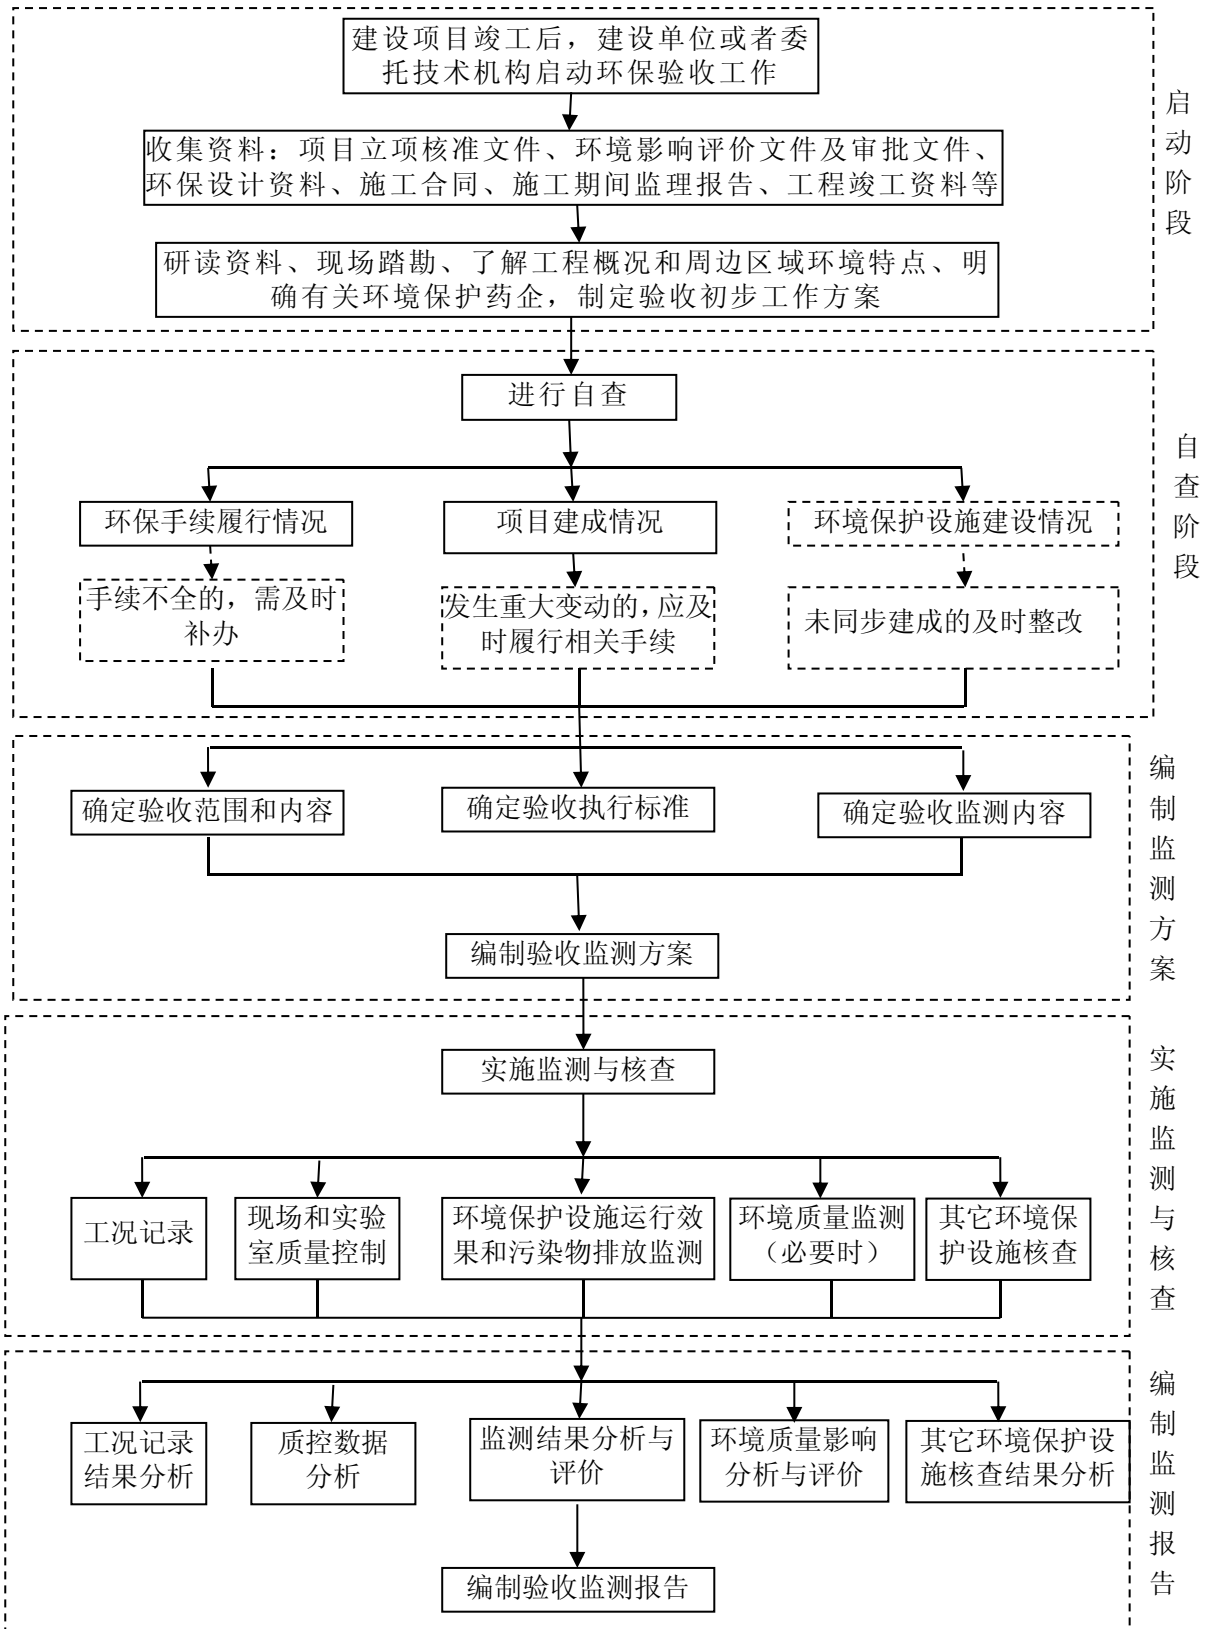 建设项目竣工后，建设单位或者委
托技术机构启动环保验收工作
收集资料：项目立项核准文件、环境影响评价文件及审批文件、
环保设计资料、施工合同、施工期间监理报告、工程竣工资料等
研读资料、现场踏勘、了解工程概况和周边区域环境特点、明
确有关环境保护药企，制定验收初步工作方案
启动阶段
进行自查
环保手续履行情况
项目建成情况
环境保护设施建设情况
手续不全的，需及时
补办
发生重大变动的，应及
时履行相关手续
未同步建成的及时整改
自查阶段
确定验收范围和内容
确定验收执行标准
确定验收监测内容
编制验收监测方案
编制监测方案
实施监测与核查
工况记录
现场和实验
室质量控制
环境保护设施运行效
果和污染物排放监测
环境质量监测
（必要时）
其它环境保
护设施核查
实施监测与核查
工况记录
结果分析
质控数据
分析
监测结果分析与
评价
环境质量影响
分析与评价
其它环境保护设
施核查结果分析
编制验收监测报告
编制监测报告